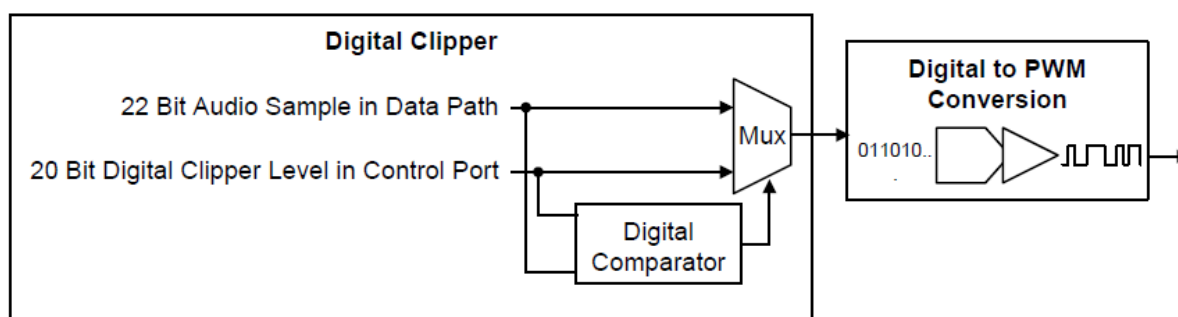 Digital Clipper
22 Bit Audio Sample in Data Path
20 Bit Digital Clipper Level in Control Port
Mux
Digital
Comparator
Digital to PWM
Conversion
011010..
.